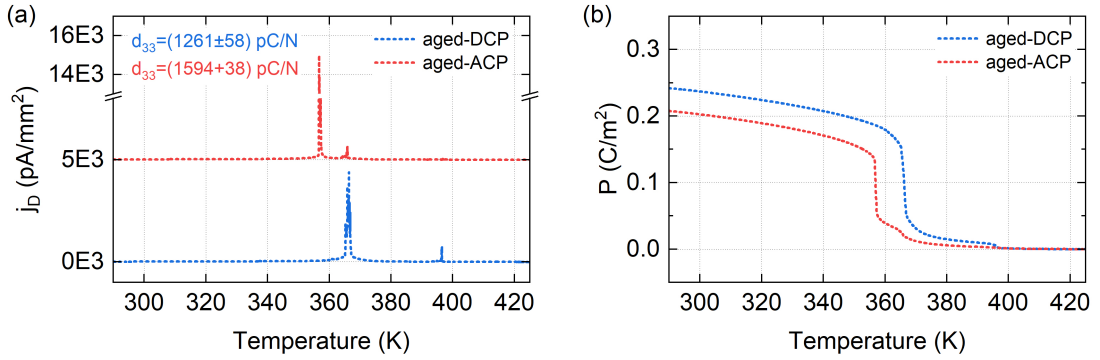 (a)
d33=(1261±58) pC/N
d33=(1594+38) pC/N
aged-DCP
aged-ACP
16E3
14E3
5E3
0E3
jD (pA/mm²)
300 320 340 360 380 400 420
Temperature (K)
(b)
aged-DCP
aged-ACP
0.3
0.2
0.1
0.0
P (C/m²)
300 320 340 360 380 400 420
Temperature (K)